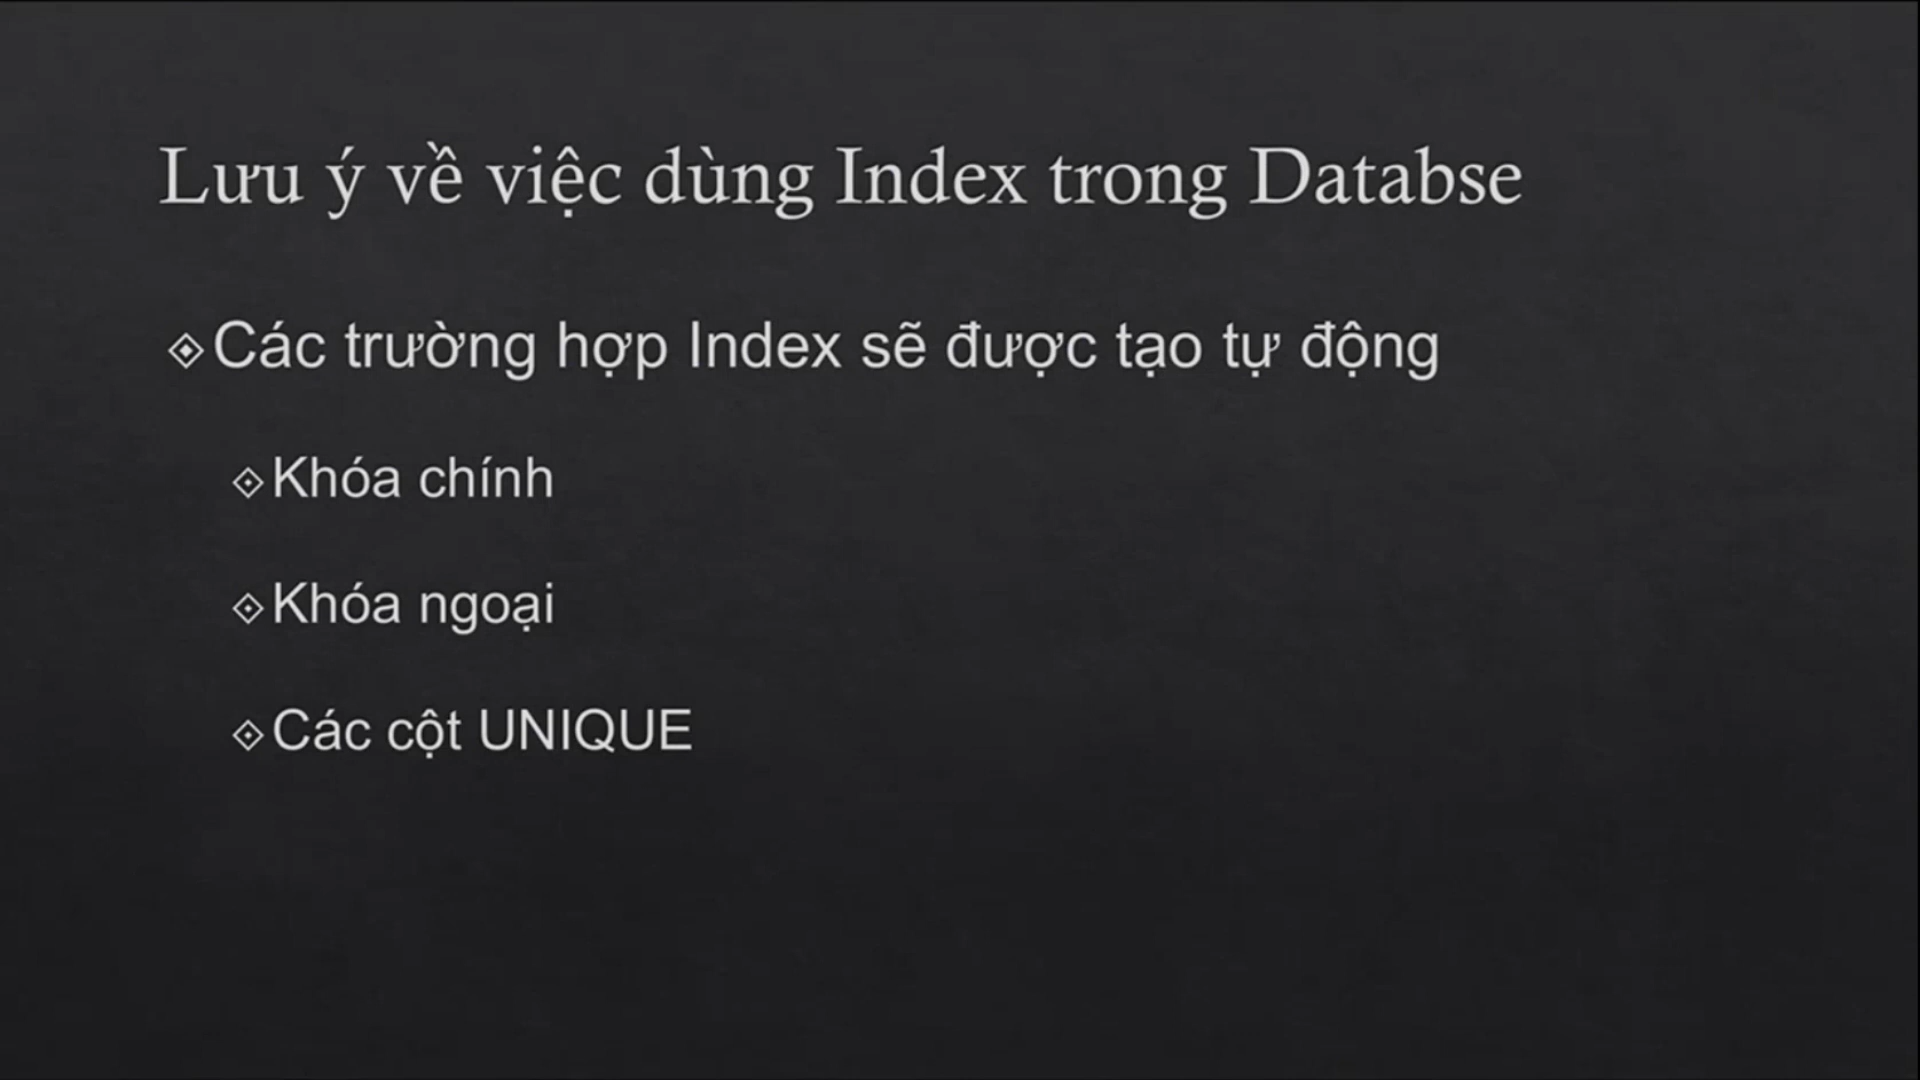 Lưu ý về việc dùng Index trong Databse
Các trường hợp Index sẽ được tạo tự động
Khóa chính
Khóa ngoại
Các cột UNIQUE